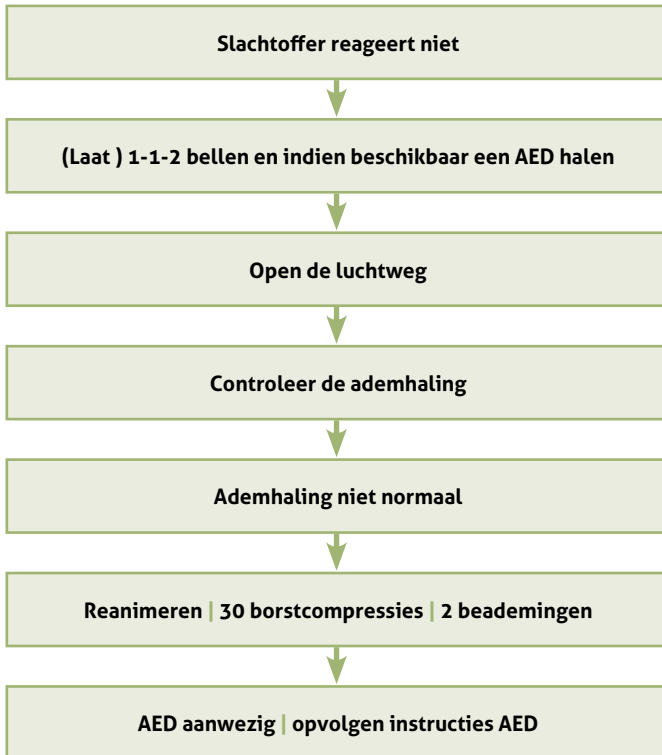 Slachtoffer reageert niet
(Laat ) 1-1-2 bellen en indien beschikbaar een AED halen
Open de luchtweg
Controleer de ademhaling
Ademhaling niet normaal
Reanimeren | 30 borstcompressies | 2 beademingen
AED aanwezig | opvolgen instructies AED